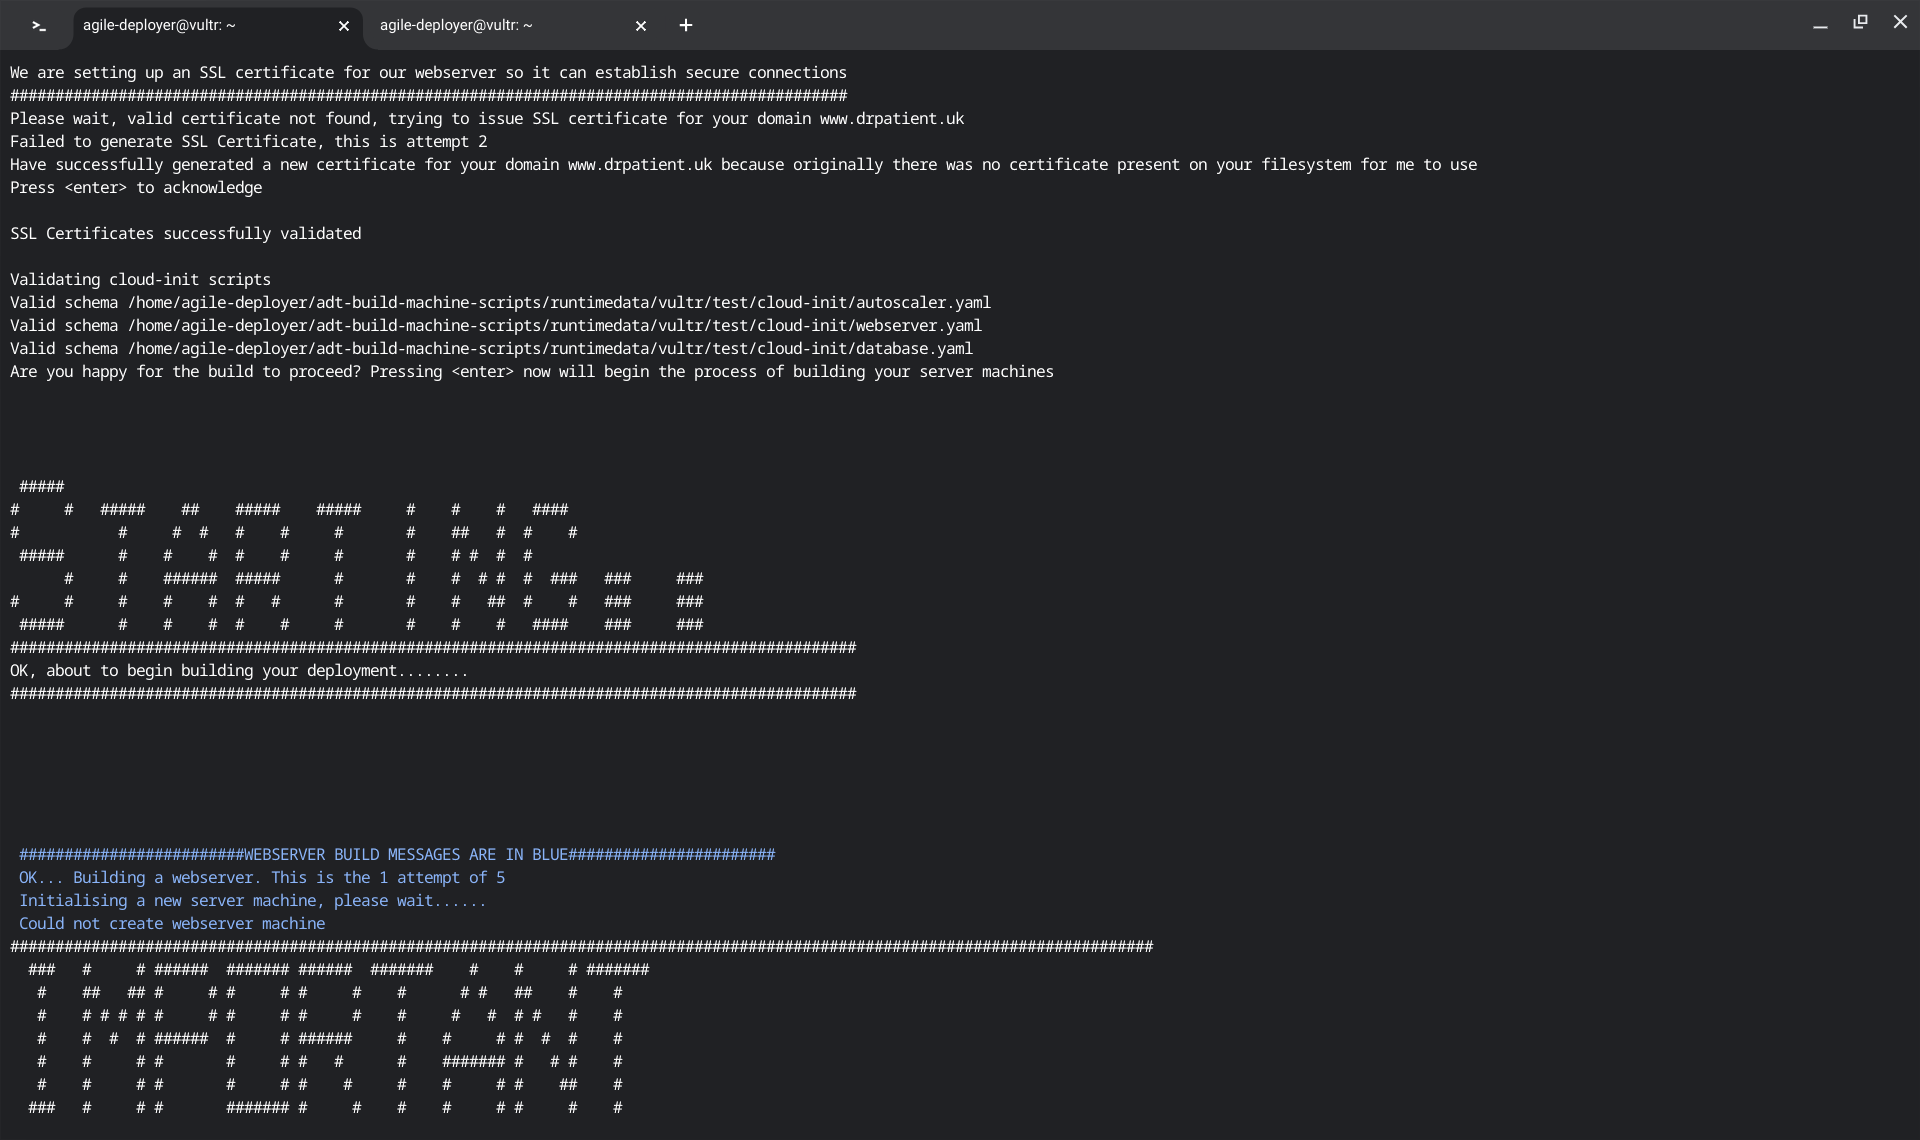 agile-deployer@vultr: ~
agile-deployer@vultr: ~
We are setting up an SSL certificate for our webserver so it can establish secure connections
#############################################################################################
Please wait, valid certificate not found, trying to issue SSL certificate for your domain www.drpatient.uk
Failed to generate SSL Certificate, this is attempt 2
Have successfully generated a new certificate for your domain www.drpatient.uk because originally there was no certificate present on your filesystem for me to use
Press <enter> to acknowledge
SSL Certificates successfully validated
Validating cloud-init scripts
Valid schema /home/agile-deployer/adt-build-machine-scripts/runtimedata/vultr/test/cloud-init/autoscaler.yaml
Valid schema /home/agile-deployer/adt-build-machine-scripts/runtimedata/vultr/test/cloud-init/webserver.yaml
Valid schema /home/agile-deployer/adt-build-machine-scripts/runtimedata/vultr/test/cloud-init/database.yaml
Are you happy for the build to proceed? Pressing <enter> now will begin the process of building your server machines
STARTING..
##############################################################################################
OK, about to begin building your deployment........
##############################################################################################
#########################WEBSERVER BUILD MESSAGES ARE IN BLUE#######################
OK... Building a webserver. This is the 1 attempt of 5
Initialising a new server machine, please wait......
Could not create webserver machine
###############################################################################################################################
IMPORTANT